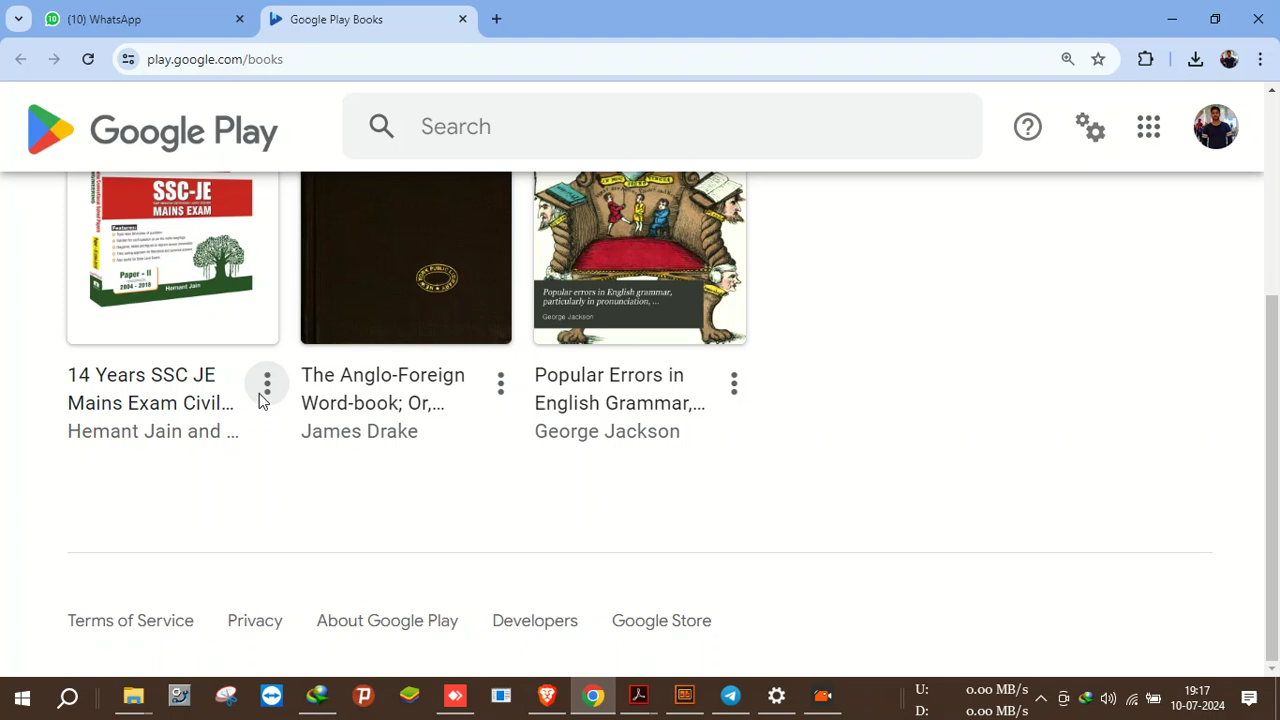 (10) WhatsApp
Google Play Books
play.google.com/books
Google Play
Search
SSC-JE
MAINS EXAM
Features:
Paper - II
2004 - 2018
Hemant Jain
Popular errors in English grammar,
particularly in pronunciation, ...
George Jackson
14 Years SSC JE
Mains Exam Civil...
Hemant Jain and ...
The Anglo-Foreign
Word-book; Or,...
James Drake
Popular Errors in
English Grammar,...
George Jackson
Terms of Service
Privacy
About Google Play
Developers
Google Store
U: 0.00 MB/s
D: 0.00 MB/s
19:17
10-07-2024